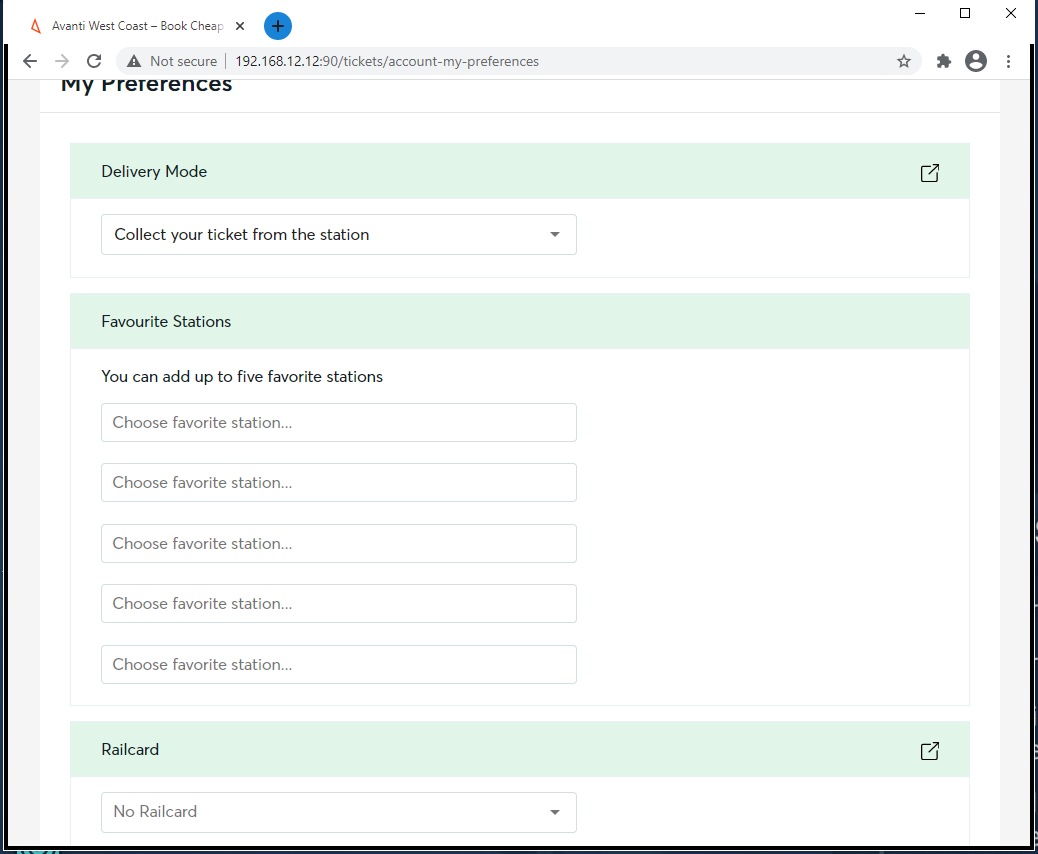 Avanti West Coast – Book Cheap
Not secure
192.168.12.12:90/tickets/account-my-preferences
My Preferences
Delivery Mode
Collect your ticket from the station
Favourite Stations
You can add up to five favorite stations
Choose favorite station...
Choose favorite station...
Choose favorite station...
Choose favorite station...
Choose favorite station...
Railcard
No Railcard